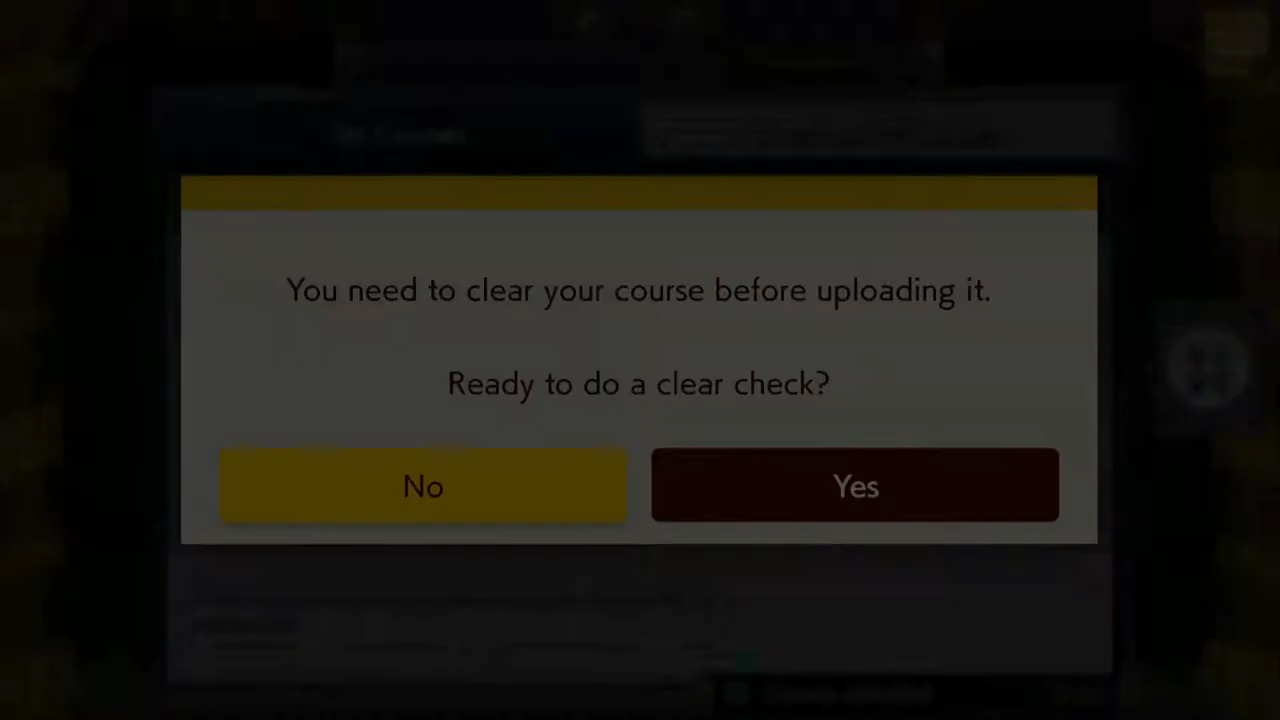 You need to clear your course before uploading it.
Ready to do a clear check?
No
Yes